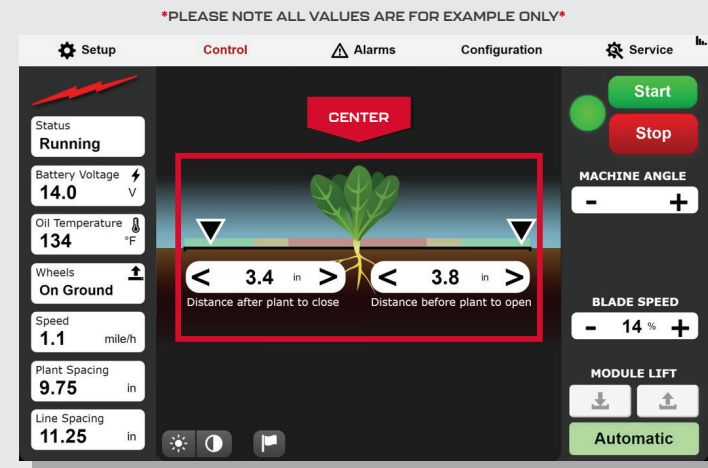 *PLEASE NOTE ALL VALUES ARE FOR EXAMPLE ONLY*
Setup
Control
Alarms
Configuration
Service
Status
Running
Battery Voltage
14.0 V
Oil Temperature
134 °F
Wheels
On Ground
Speed
1.1 mile/h
Plant Spacing
9.75 in
Line Spacing
11.25 in
CENTER
< 3.4 in >
Distance after plant to close
< 3.8 in >
Distance before plant to open
Start
Stop
MACHINE ANGLE
- +
BLADE SPEED
- 14 % +
MODULE LIFT
Automatic